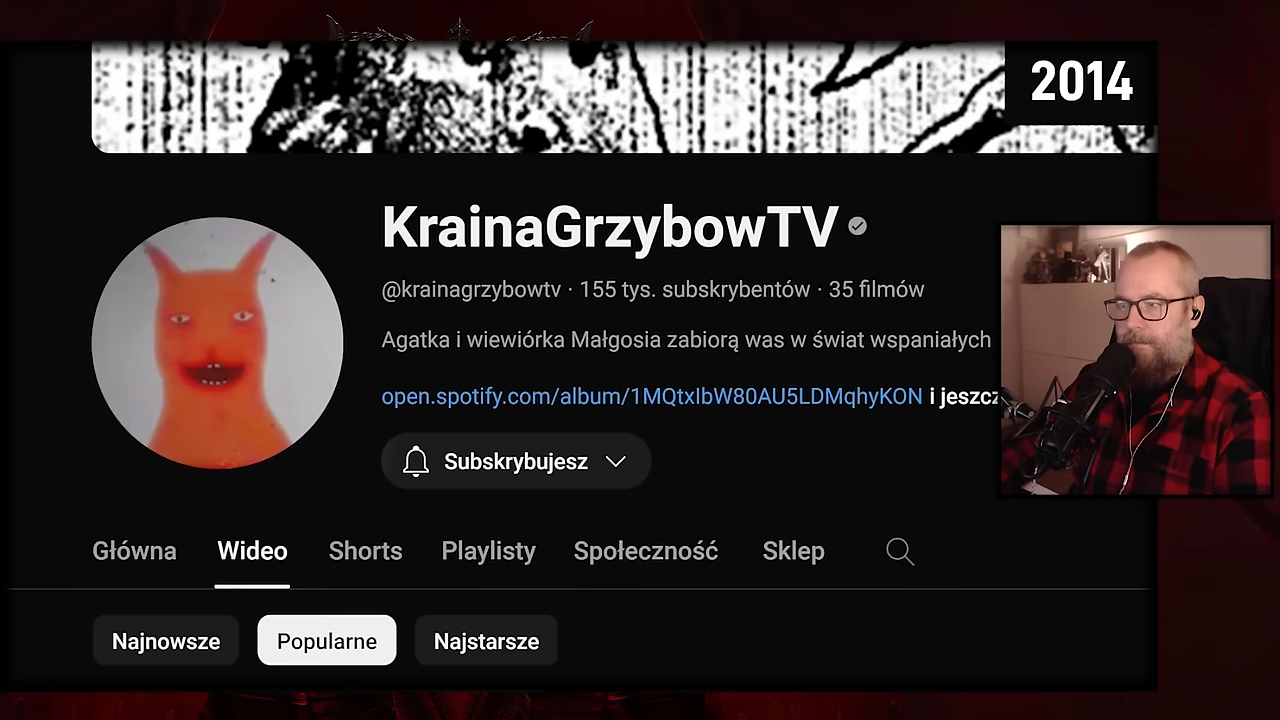 2014
KrainaGrzybowTV
@krainagrzybowtv · 155 tys. subskrybentów · 35 filmów
Agatka i wiewiórka Małgosia zabiorą was w świat wspaniałych
open.spotify.com/album/1MQtxIbW80AU5LDMqhyKON i jeszcz
Subskrybujesz
Główna Wideo Shorts Playlisty Społeczność Sklep
Najnowsze Popularne Najstarsze